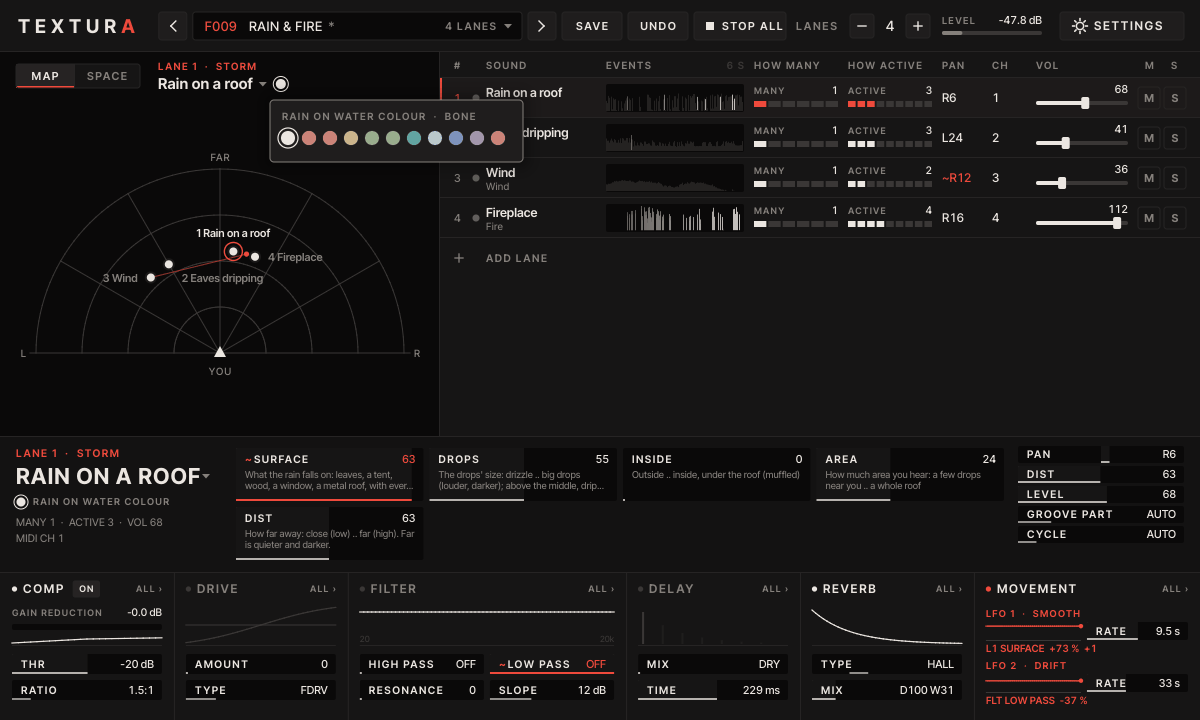 TEXTURA
F009 RAIN & FIRE * 4 LANES
SAVE UNDO STOP ALL LANES 4
LEVEL -47.8 dB
SETTINGS
MAP SPACE
LANE 1 · STORM
Rain on a roof
RAIN ON WATER COLOUR · BONE
FAR
1 Rain on a roof
4 Fireplace
3 Wind
2 Eaves dripping
L R
YOU
# SOUND EVENTS 6 S HOW MANY HOW ACTIVE PAN CH VOL M S
1 Rain on a roof MANY 1 ACTIVE 3 R6 1 68 M S
dripping MANY 1 ACTIVE 3 L24 2 41 M S
3 Wind MANY 1 ACTIVE 2 ~R12 3 36 M S
Wind
4 Fireplace MANY 1 ACTIVE 4 R16 4 112 M S
Fire
+ ADD LANE
LANE 1 · STORM
RAIN ON A ROOF
RAIN ON WATER COLOUR
MANY 1 · ACTIVE 3 · VOL 68
MIDI CH 1
~SURFACE 63
What the rain falls on: leaves, a tent,
wood, a window, a metal roof, with ever...
DROPS 55
The drops' size: drizzle .. big drops
(louder, darker); above the middle, drip...
INSIDE 0
Outside .. inside, under the roof (muffled)
AREA 24
How much area you hear: a few drops
near you .. a whole roof
DIST 63
How far away: close (low) .. far (high). Far
is quieter and darker.
PAN R6
DIST 63
LEVEL 68
GROOVE PART AUTO
CYCLE AUTO
COMP ON ALL ›
GAIN REDUCTION -0.0 dB
THR -20 dB
RATIO 1.5:1
DRIVE ALL ›
AMOUNT 0
TYPE FDRV
FILTER ALL ›
20 20k
HIGH PASS OFF ~LOW PASS OFF
RESONANCE 0 SLOPE 12 dB
DELAY ALL ›
MIX DRY
TIME 229 ms
REVERB ALL ›
TYPE HALL
MIX D100 W31
MOVEMENT ALL ›
LFO 1 · SMOOTH
RATE 9.5 s
L1 SURFACE +73 % +1
LFO 2 · DRIFT
RATE 33 s
FLT LOW PASS -37 %